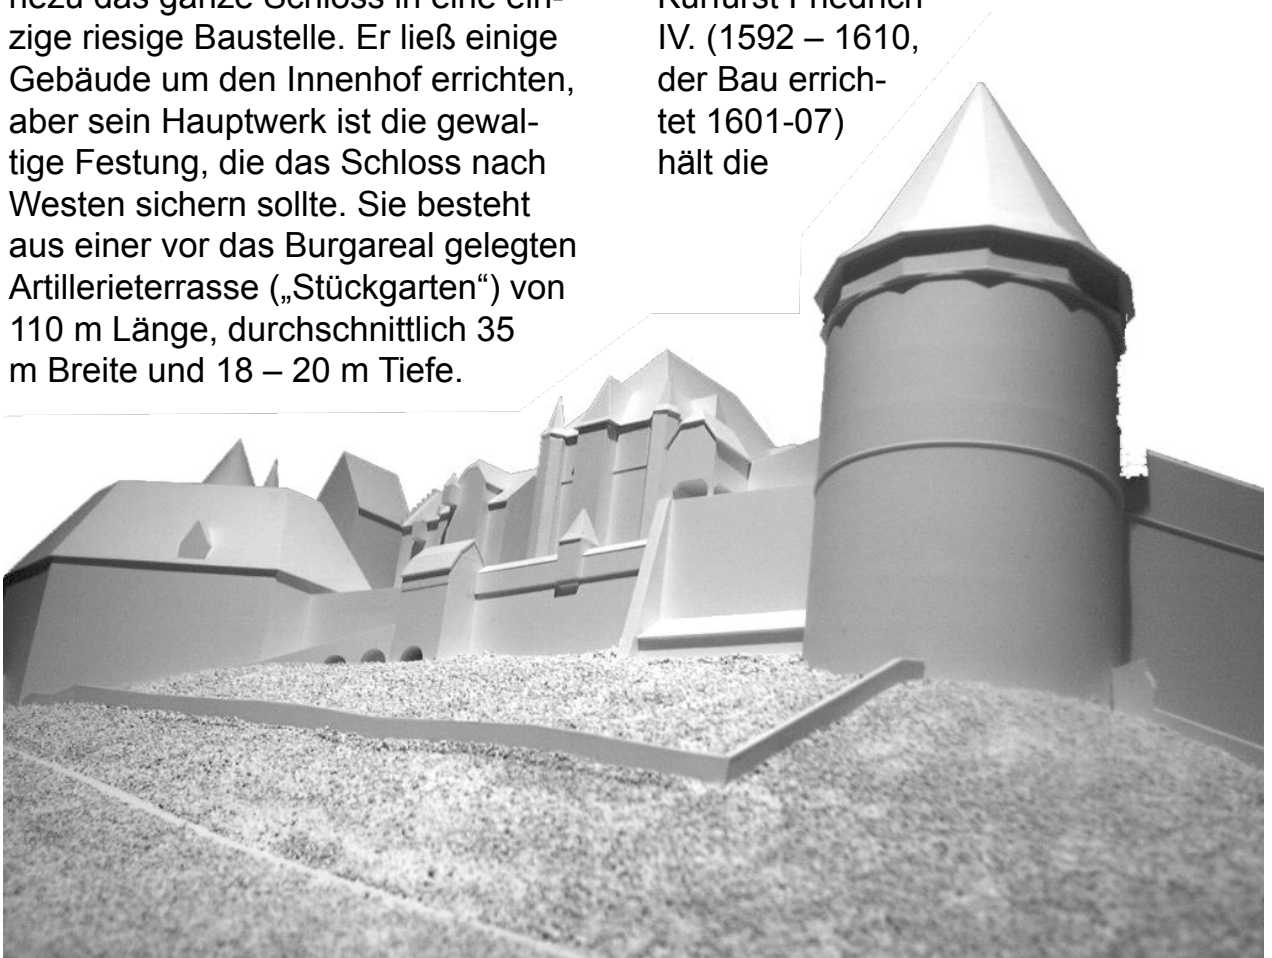 nezu das ganze Schloss in eine ein-
zige riesige Baustelle. Er ließ einige
Gebäude um den Innenhof errichten,
aber sein Hauptwerk ist die gewal-
tige Festung, die das Schloss nach
Westen sichern sollte. Sie besteht
aus einer vor das Burgareal gelegten
Artillerieterrasse („Stückgarten“) von
110 m Länge, durchschnittlich 35
m Breite und 18 – 20 m Tiefe.
Kurfürst Friedrich
IV. (1592 – 1610,
der Bau errich-
tet 1601-07)
hält die